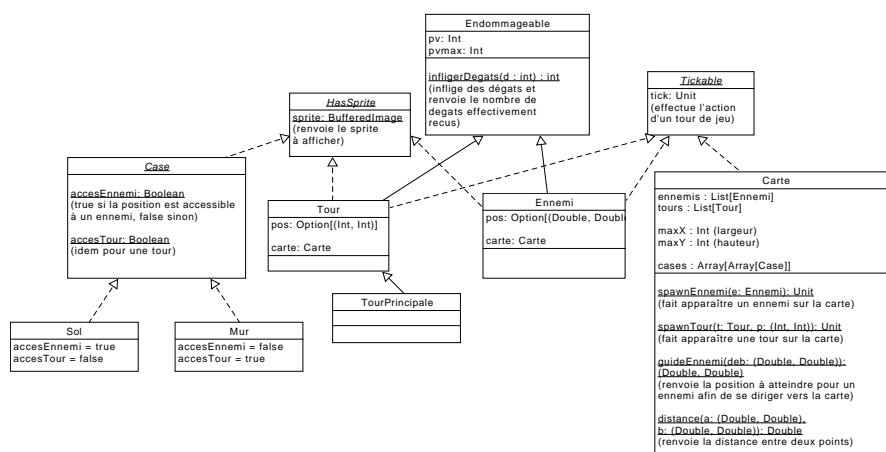 Endommageable
pv: Int
pvmax: Int
infligerDegats(d : int) : int
(inflige des dégats et
renvoie le nombre de
degats effectivement
recus)
HasSprite
sprite: BufferedImage
(renvoie le sprite
à afficher)
Tickable
tick: Unit
(effectue l'action
d'un tour de jeu)
Case
accesEnnemi: Boolean
(true si la position est accessible
à un ennemi, false sinon)
accesTour: Boolean
(idem pour une tour)
Tour
pos: Option[(Int, Int)]
carte: Carte
Ennemi
pos: Option[(Double, Doubl
carte: Carte
Carte
ennemis : List[Ennemi]
tours : List[Tour]
maxX : Int (largeur)
maxY : Int (hauteur)
cases : Array[Array[Case]]
spawnEnnemi(e: Ennemi): Unit
(fait apparaître un ennemi sur la carte)
spawnTour(t: Tour, p: (Int, Int)): Unit
(fait apparaître une tour sur la carte)
guideEnnemi(deb: (Double, Double)):
(Double, Double)
(renvoie la position à atteindre pour un
ennemi afin de se diriger vers la carte)
distance(a: (Double, Double),
b: (Double, Double)): Double
(renvoie la distance entre deux points)
TourPrincipale
Sol
accesEnnemi = true
accesTour = false
Mur
accesEnnemi = false
accesTour = true